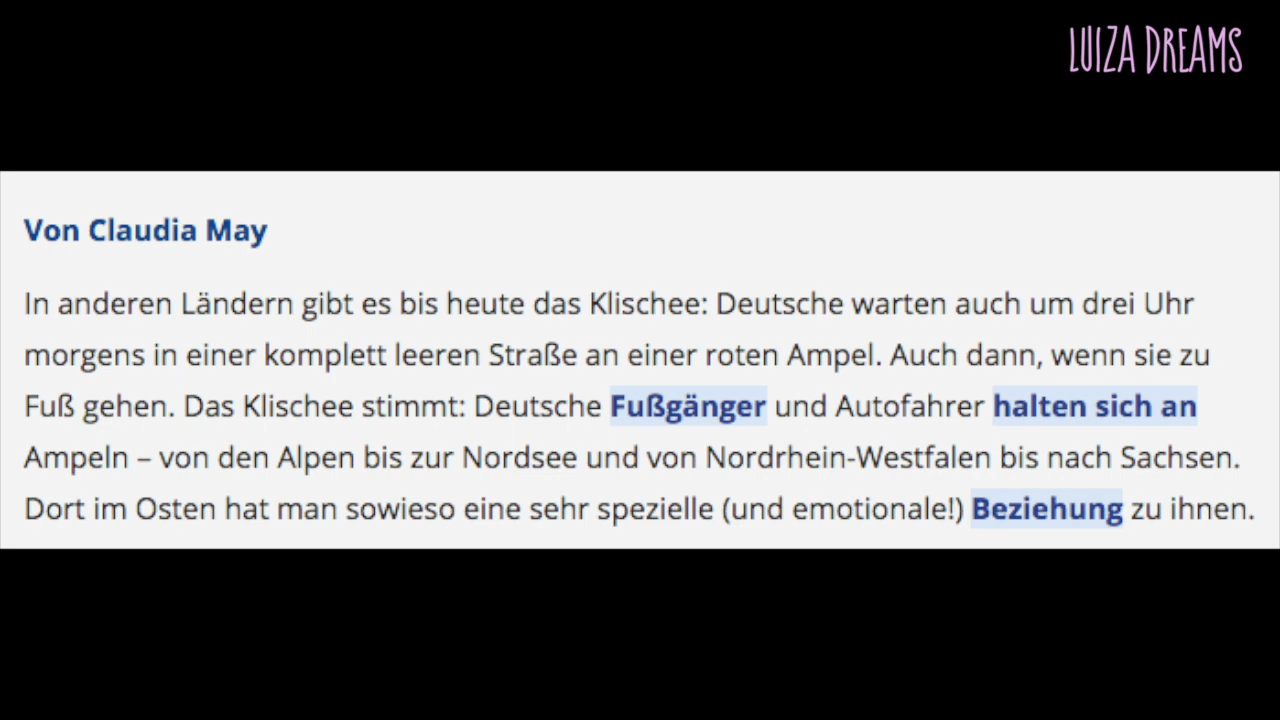 LUIZA DREAMS
Von Claudia May
In anderen Ländern gibt es bis heute das Klischee: Deutsche warten auch um drei Uhr
morgens in einer komplett leeren Straße an einer roten Ampel. Auch dann, wenn sie zu
Fuß gehen. Das Klischee stimmt: Deutsche Fußgänger und Autofahrer halten sich an
Ampeln – von den Alpen bis zur Nordsee und von Nordrhein-Westfalen bis nach Sachsen.
Dort im Osten hat man sowieso eine sehr spezielle (und emotionale!) Beziehung zu ihnen.